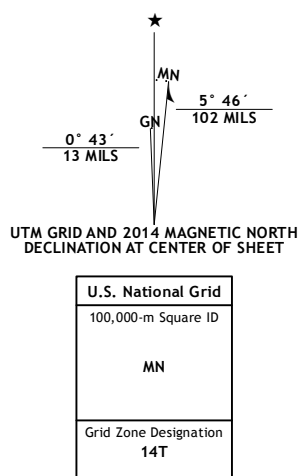 ★
MN
GN
5° 46´
102 MILS
0° 43´
13 MILS
UTM GRID AND 2014 MAGNETIC NORTH
DECLINATION AT CENTER OF SHEET
U.S. National Grid
100,000-m Square ID
MN
Grid Zone Designation
14T